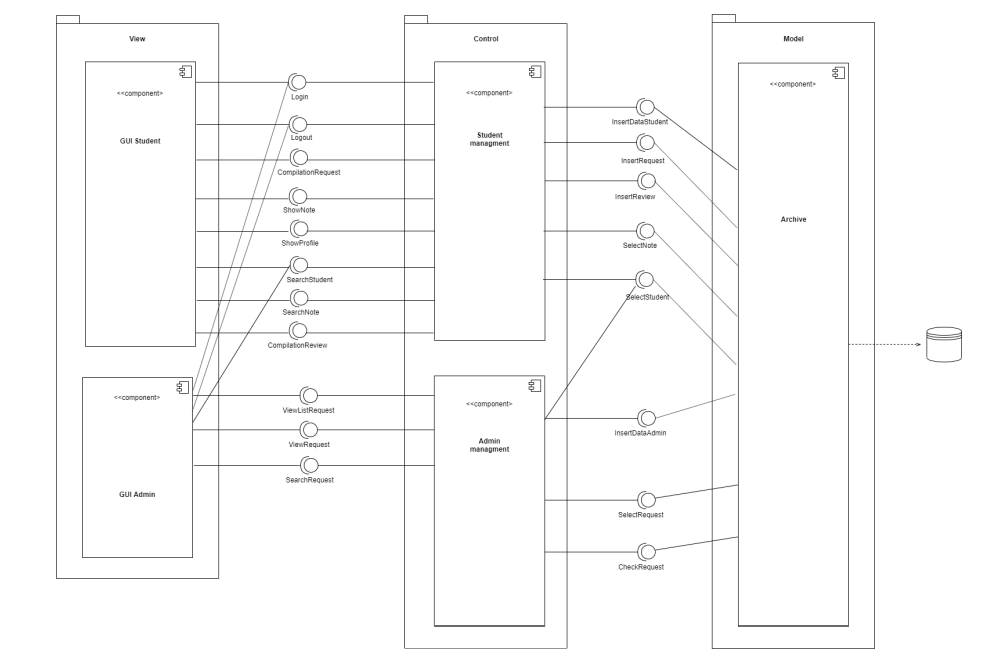 View
Control
Model
<<component>>
GUI Student
Login
Logout
CompilationRequest
ShowNote
ShowProfile
SearchStudent
SearchNote
CompilationReview
<<component>>
Student
managment
InsertDataStudent
InsertRequest
InsertReview
SelectNote
SelectStudent
<<component>>
Archive
<<component>>
GUI Admin
ViewListRequest
ViewRequest
SearchRequest
<<component>>
Admin
managment
InsertDataAdmin
SelectRequest
CheckRequest